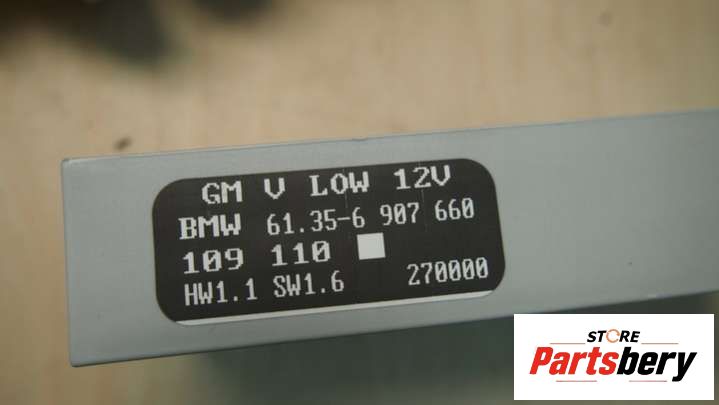 GM V LOW 12V
BMW 61.35-6 907 660
109 110
HW1.1 SW1.6 270000
STORE
Partsbery